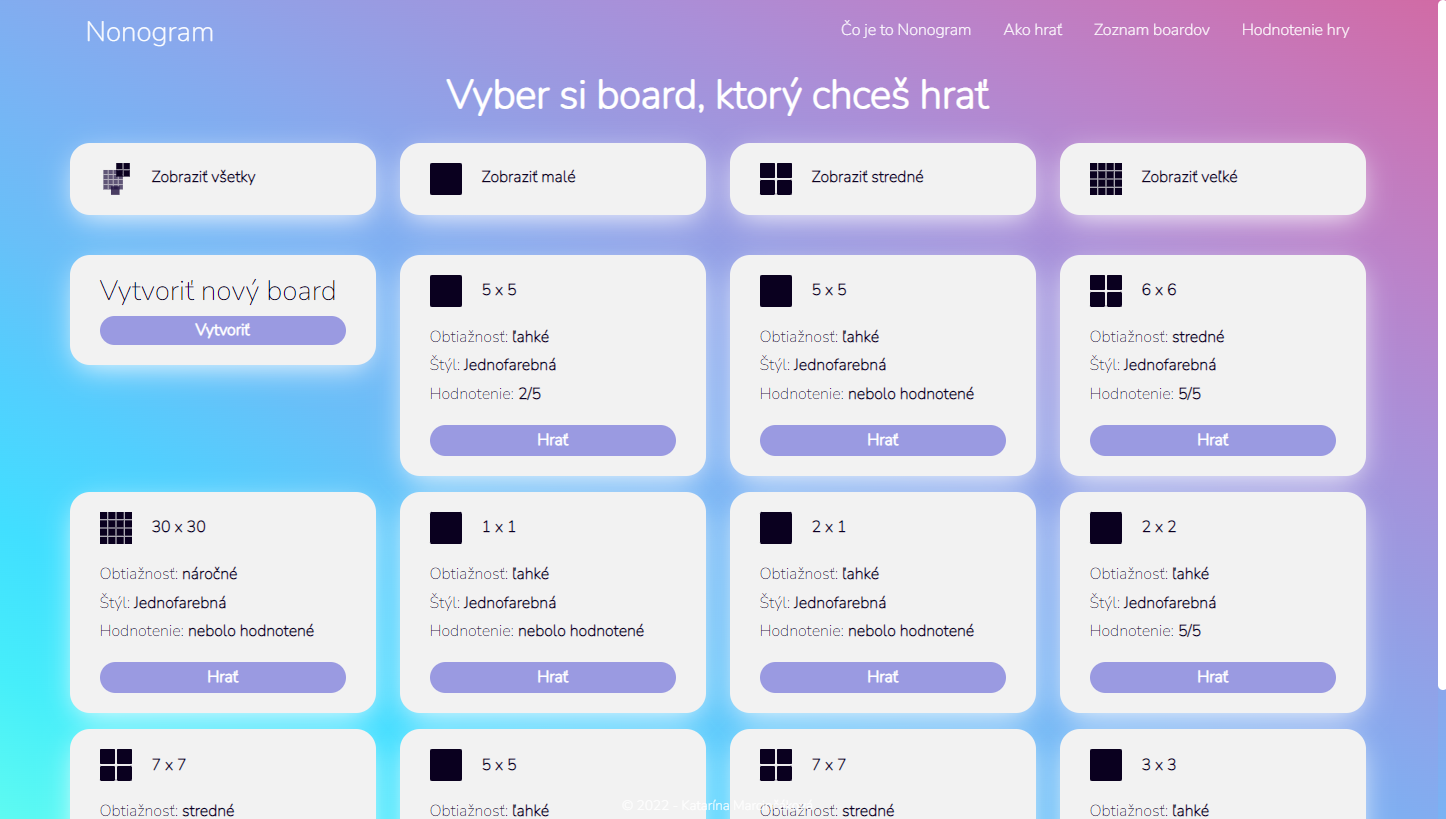 Nonogram
Čo je to Nonogram
Ako hrať
Zoznam boardov
Hodnotenie hry
Vyber si board, ktorý chceš hrať
Zobraziť všetky
Zobraziť malé
Zobraziť stredné
Zobraziť veľké
Vytvoriť nový board
Vytvoriť
5 x 5
Obtiažnosť: ľahké
Štýl: Jednofarebná
Hodnotenie: 2/5
Hrať
5 x 5
Obtiažnosť: ľahké
Štýl: Jednofarebná
Hodnotenie: nebolo hodnotené
Hrať
6 x 6
Obtiažnosť: stredné
Štýl: Jednofarebná
Hodnotenie: 5/5
Hrať
30 x 30
Obtiažnosť: náročné
Štýl: Jednofarebná
Hodnotenie: nebolo hodnotené
Hrať
1 x 1
Obtiažnosť: ľahké
Štýl: Jednofarebná
Hodnotenie: nebolo hodnotené
Hrať
2 x 1
Obtiažnosť: ľahké
Štýl: Jednofarebná
Hodnotenie: nebolo hodnotené
Hrať
2 x 2
Obtiažnosť: ľahké
Štýl: Jednofarebná
Hodnotenie: 5/5
Hrať
7 x 7
Obtiažnosť: stredné
5 x 5
Obtiažnosť: ľahké
7 x 7
Obtiažnosť: stredné
3 x 3
Obtiažnosť: ľahké
© 2022 - Katarína